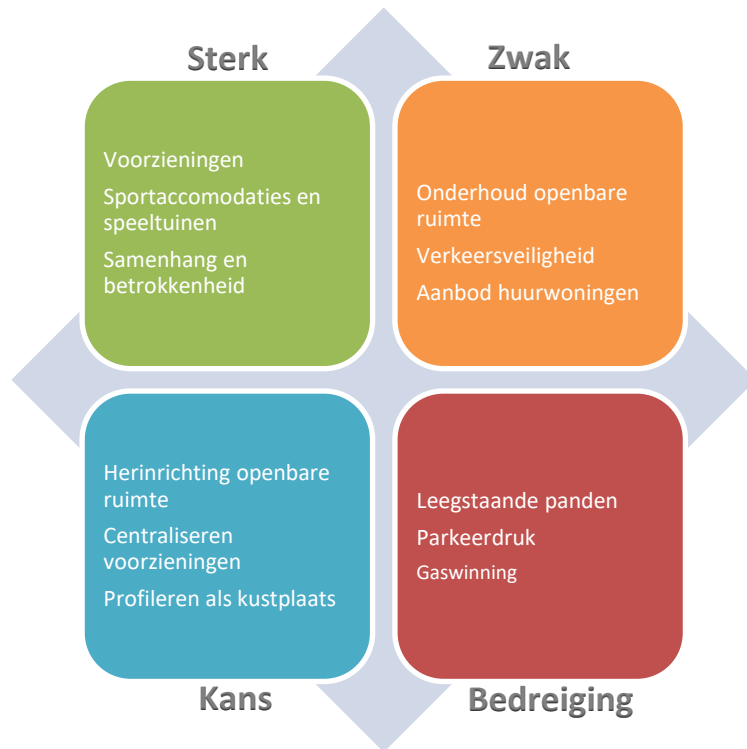 Sterk
Zwak
Voorzieningen
Sportaccomodaties en
speeltuinen
Samenhang en
betrokkenheid
Onderhoud openbare
ruimte
Verkeersveiligheid
Aanbod huurwoningen
Herinrichting openbare
ruimte
Centraliseren
voorzieningen
Profileren als kustplaats
Leegstaande panden
Parkeerdruk
Gaswinning
Kans
Bedreiging